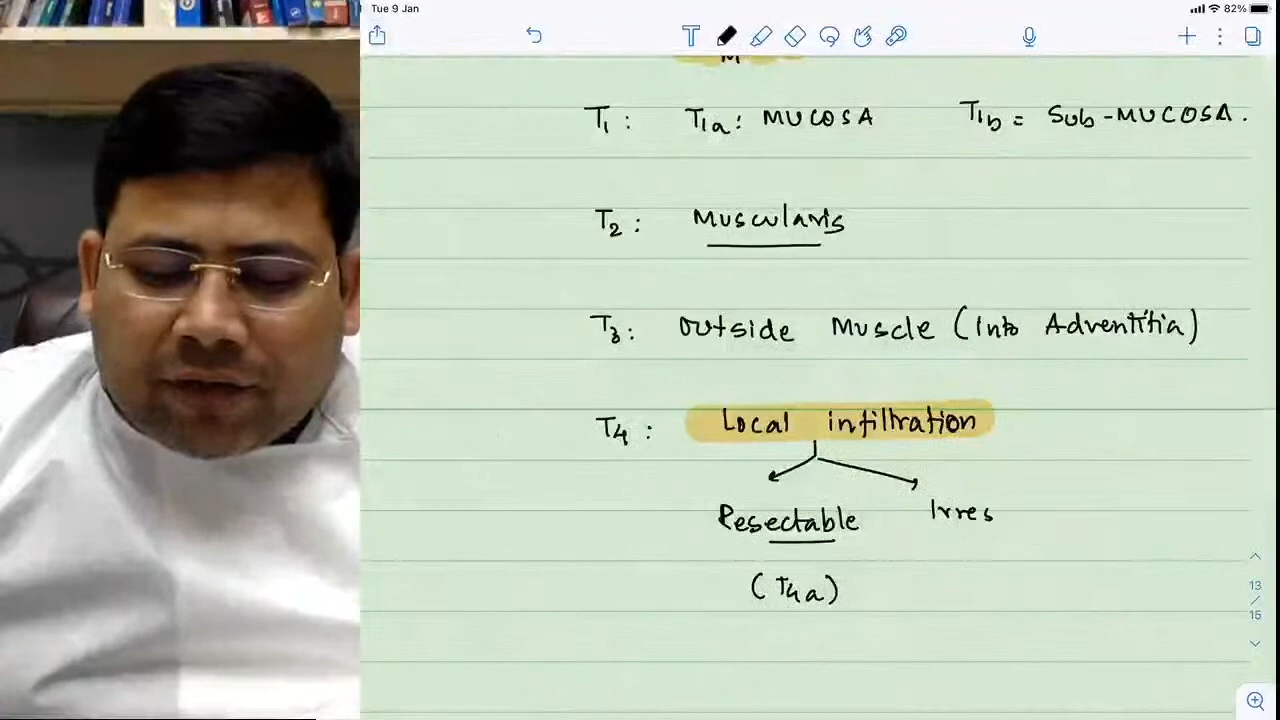 Tue 9 Jan
82%
T1 : T1a : MUCOSA T1b = Sub-MUCOSA.
T2 : Muscularis
T3 : outside Muscle (into Adventitia)
T4 : Local infiltration
Resectable Irres
(T4a)
13
/
15